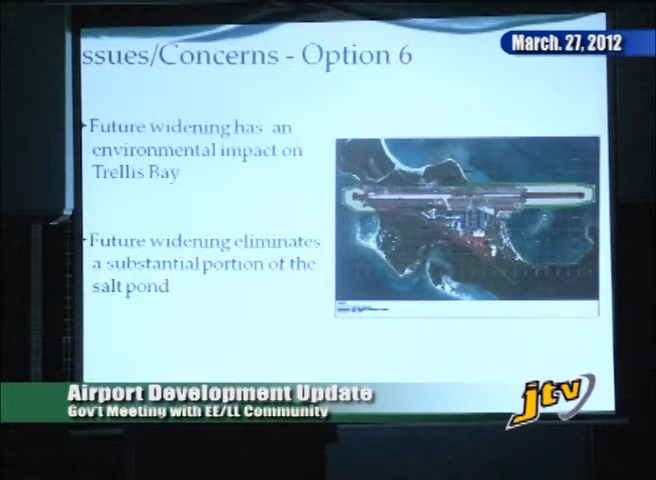 ssues/Concerns - Option 6
March. 27, 2012
Future widening has an
environmental impact on
Trellis Bay
Future widening eliminates
a substantial portion of the
salt pond
Airport Development Update
Gov't Meeting with EE/LL Community
jtv